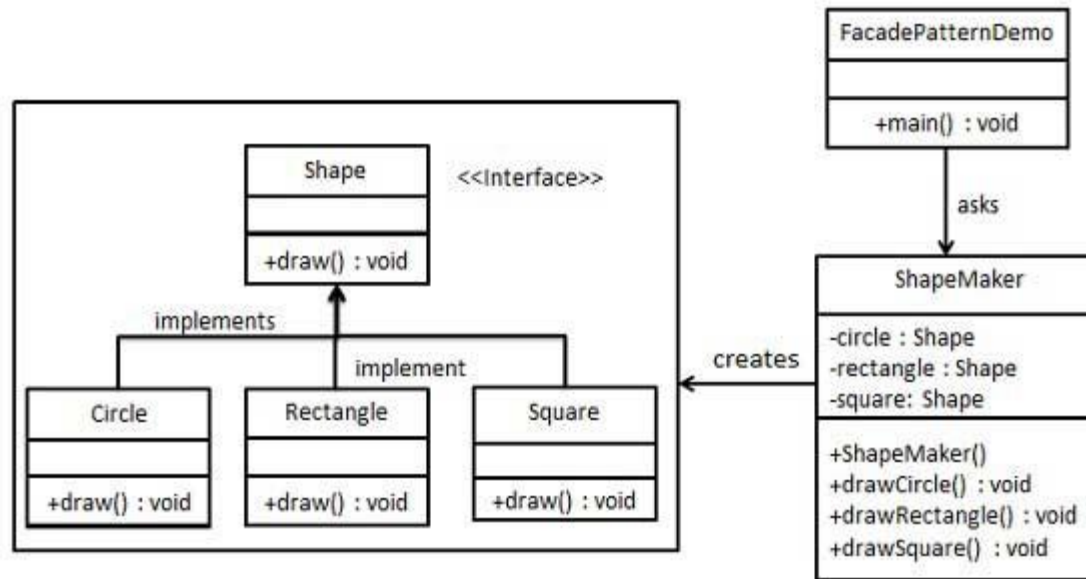 FacadePatternDemo
+main() : void
asks
Shape
<<Interface>>
+draw() : void
implements
implement
Circle
+draw() : void
Rectangle
+draw() : void
Square
+draw() : void
creates
ShapeMaker
-circle : Shape
-rectangle : Shape
-square: Shape
+ShapeMaker()
+drawCircle() : void
+drawRectangle() : void
+drawSquare() : void